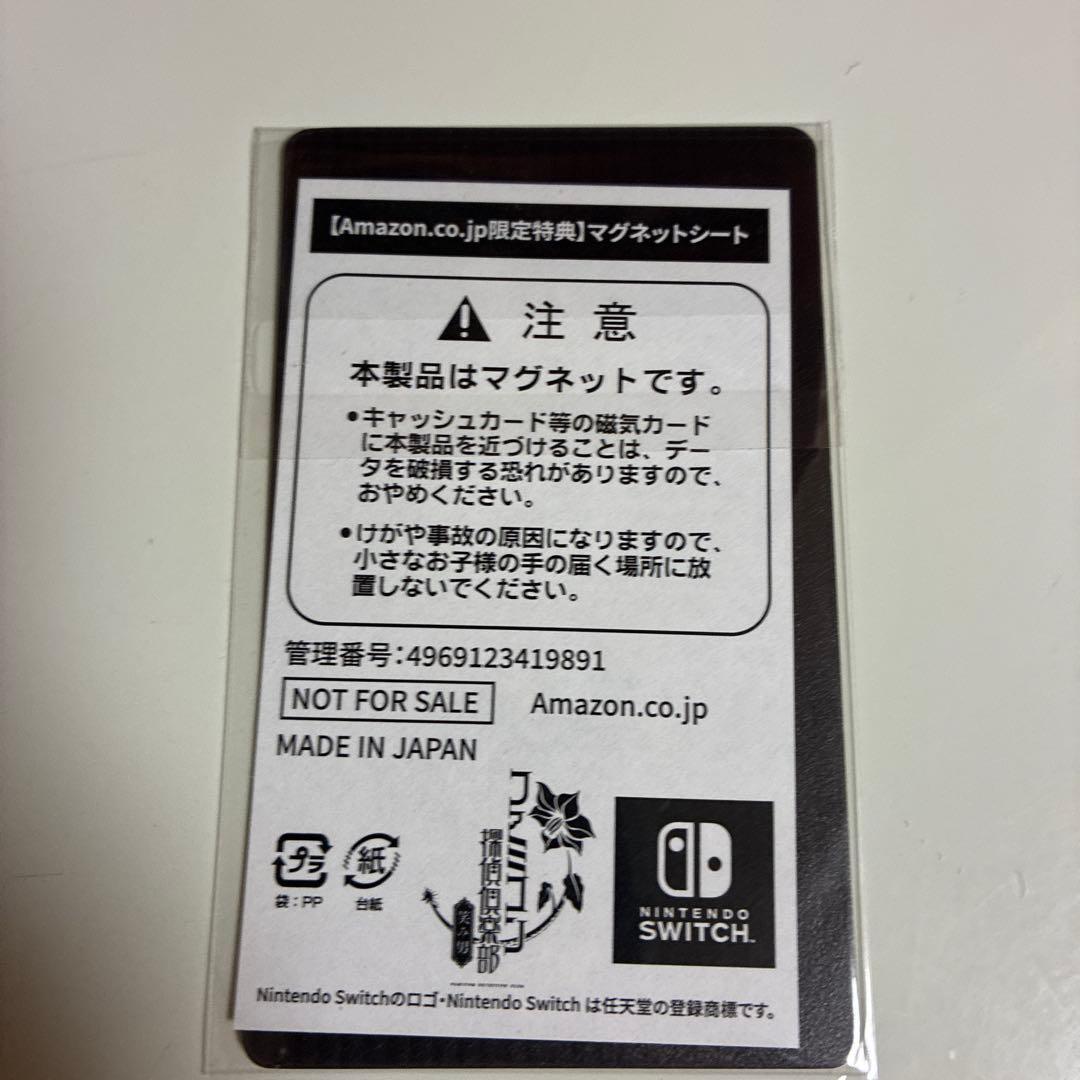 【Amazon.co.jp限定特典】マグネットシート
注意
本製品はマグネットです。
●キャッシュカード等の磁気カード
に本製品を近づけることは、デー
タを破損する恐れがありますので、
おやめください。
●けがや事故の原因になりますので、
小さなお子様の手の届く場所に放
置しないでください。
管理番号:4969123419891
NOT FOR SALE
Amazon.co.jp
MADE IN JAPAN
プラ
袋:PP
紙
台紙
ファミコン
探偵倶楽部
笑み男
NINTENDO
SWITCH™
Nintendo Switchのロゴ・Nintendo Switch は任天堂の登録商標です。